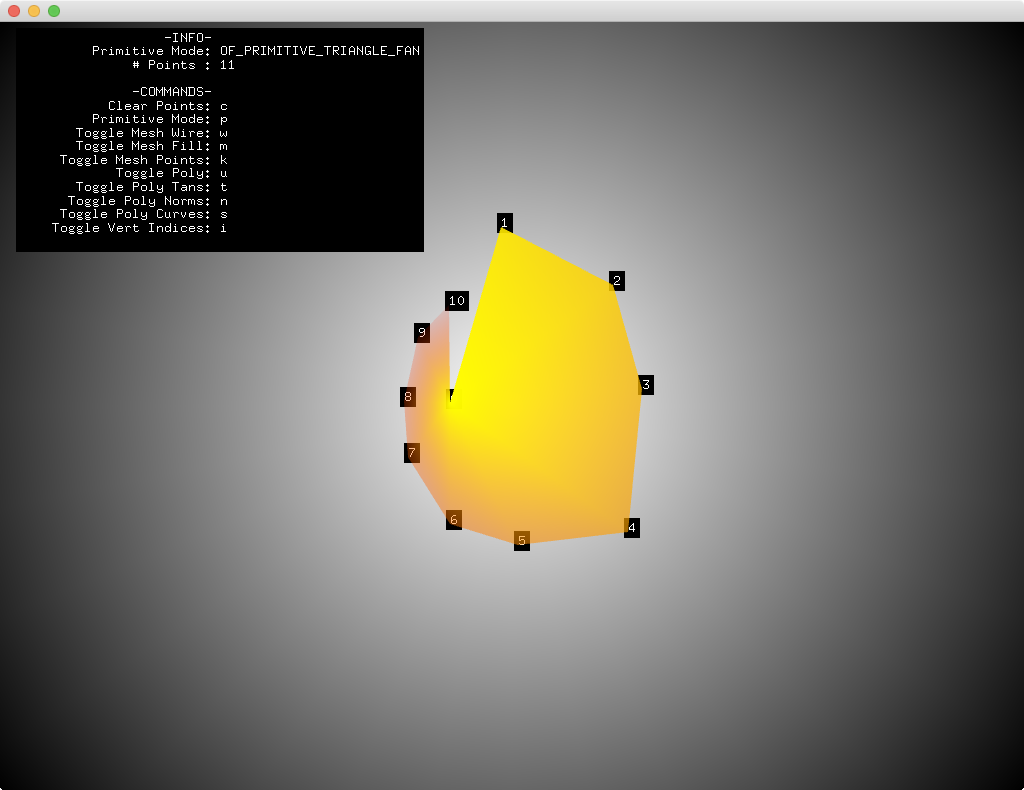 -INFO-
Primitive Mode: OF_PRIMITIVE_TRIANGLE_FAN
# Points : 11
-COMMANDS-
Clear Points: c
Primitive Mode: p
Toggle Mesh Wire: w
Toggle Mesh Fill: m
Toggle Mesh Points: k
Toggle Poly: u
Toggle Poly Tans: t
Toggle Poly Norms: n
Toggle Poly Curves: s
Toggle Vert Indices: i
1
2
10
9
3
8
7
6
4
5